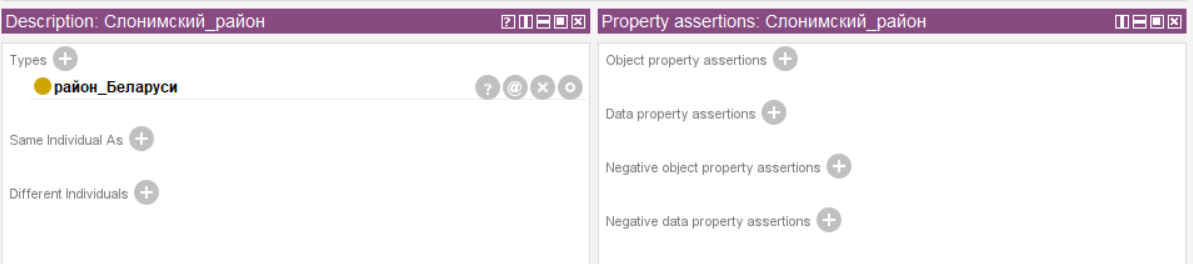 Description: Слонимский_район
Types
район_Беларуси
Same Individual As
Different Individuals
Property assertions: Слонимский_район
Object property assertions
Data property assertions
Negative object property assertions
Negative data property assertions